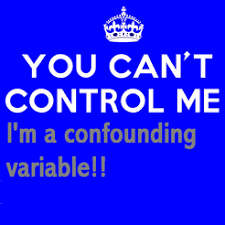 YOU CAN'T
CONTROL ME
I'm a confounding
variable!!